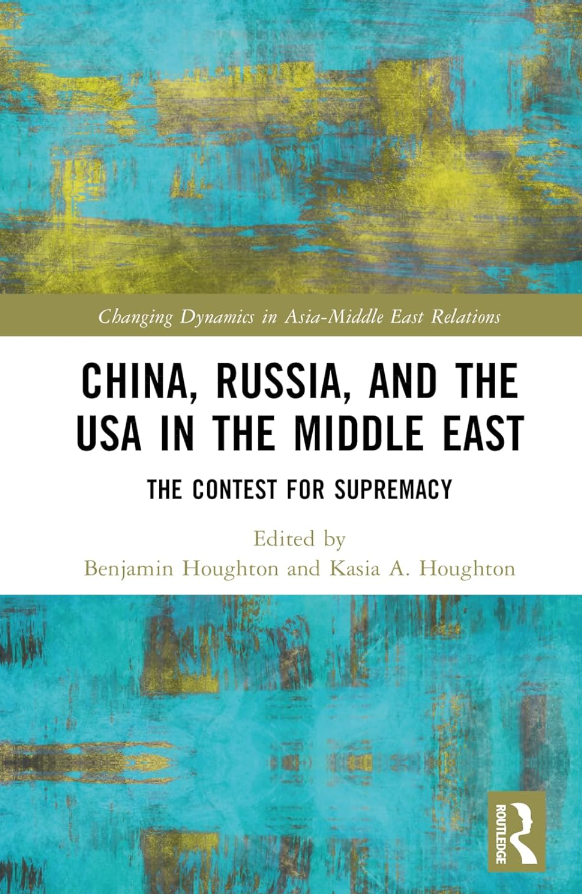 Changing Dynamics in Asia-Middle East Relations
CHINA, RUSSIA, AND THE
USA IN THE MIDDLE EAST
THE CONTEST FOR SUPREMACY
Edited by
Benjamin Houghton and Kasia A. Houghton
ROUTLEDGE